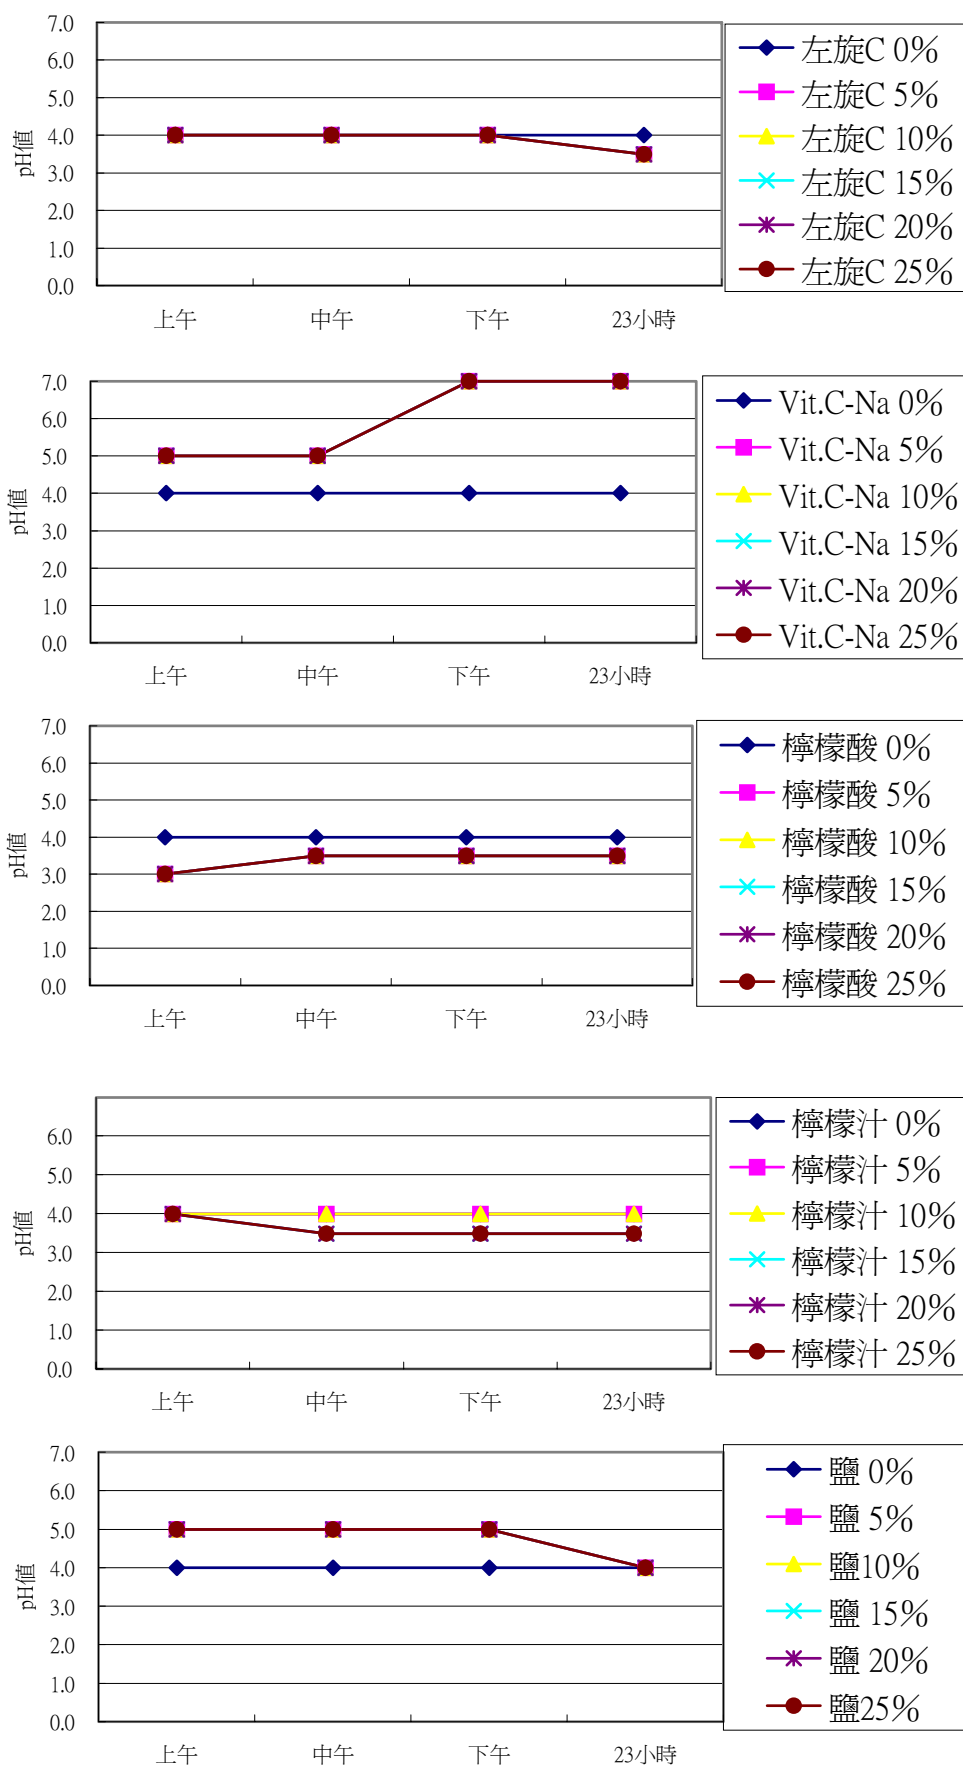 7.0
6.0
5.0
4.0
3.0
2.0
1.0
0.0
pH值
上午 中午 下午 23小時
左旋C 0%
左旋C 5%
左旋C 10%
左旋C 15%
左旋C 20%
左旋C 25%
7.0
6.0
5.0
4.0
3.0
2.0
1.0
0.0
pH值
上午 中午 下午 23小時
Vit.C-Na 0%
Vit.C-Na 5%
Vit.C-Na 10%
Vit.C-Na 15%
Vit.C-Na 20%
Vit.C-Na 25%
7.0
6.0
5.0
4.0
3.0
2.0
1.0
0.0
pH值
上午 中午 下午 23小時
檸檬酸 0%
檸檬酸 5%
檸檬酸 10%
檸檬酸 15%
檸檬酸 20%
檸檬酸 25%
6.0
5.0
4.0
3.0
2.0
1.0
0.0
pH值
上午 中午 下午 23小時
檸檬汁 0%
檸檬汁 5%
檸檬汁 10%
檸檬汁 15%
檸檬汁 20%
檸檬汁 25%
7.0
6.0
5.0
4.0
3.0
2.0
1.0
0.0
pH值
上午 中午 下午 23小時
鹽 0%
鹽 5%
鹽10%
鹽 15%
鹽 20%
鹽25%